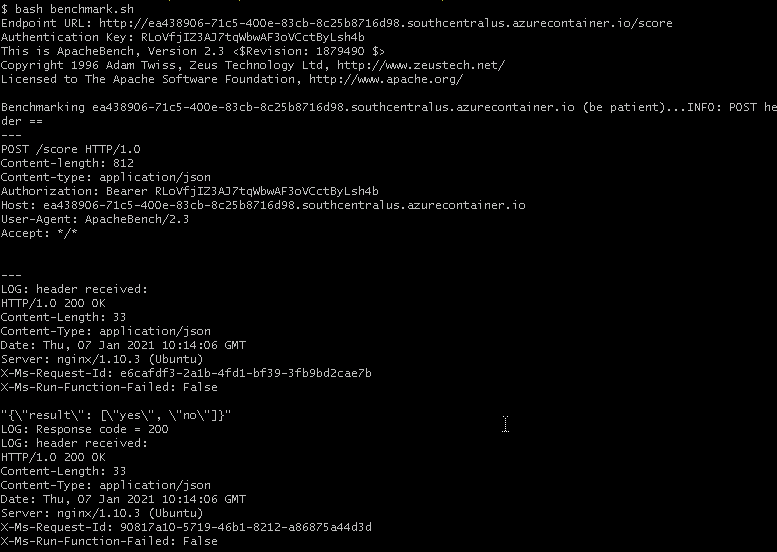 $ bash benchmark.sh
Endpoint URL: http://ea438906-71c5-400e-83cb-8c25b8716d98.southcentralus.azurecontainer.io/score
Authentication Key: RLoVfjIZ3AJ7tqWbwAF3oVCctByLsh4b
This is ApacheBench, Version 2.3 <$Revision: 1879490 $>
Copyright 1996 Adam Twiss, Zeus Technology Ltd, http://www.zeustech.net/
Licensed to The Apache Software Foundation, http://www.apache.org/
Benchmarking ea438906-71c5-400e-83cb-8c25b8716d98.southcentralus.azurecontainer.io (be patient)...INFO: POST hea
der ==
---
POST /score HTTP/1.0
Content-length: 812
Content-type: application/json
Authorization: Bearer RLoVfjIZ3AJ7tqWbwAF3oVCctByLsh4b
Host: ea438906-71c5-400e-83cb-8c25b8716d98.southcentralus.azurecontainer.io
User-Agent: ApacheBench/2.3
Accept: */*
---
LOG: header received:
HTTP/1.0 200 OK
Content-Length: 33
Content-Type: application/json
Date: Thu, 07 Jan 2021 10:14:06 GMT
Server: nginx/1.10.3 (Ubuntu)
X-Ms-Request-Id: e6cafdf3-2a1b-4fd1-bf39-3fb9bd2cae7b
X-Ms-Run-Function-Failed: False
"{\"result\": [\"yes\", \"no\"]}"
LOG: Response code = 200
LOG: header received:
HTTP/1.0 200 OK
Content-Length: 33
Content-Type: application/json
Date: Thu, 07 Jan 2021 10:14:06 GMT
Server: nginx/1.10.3 (Ubuntu)
X-Ms-Request-Id: 90817a10-5719-46b1-8212-a86875a44d3d
X-Ms-Run-Function-Failed: False